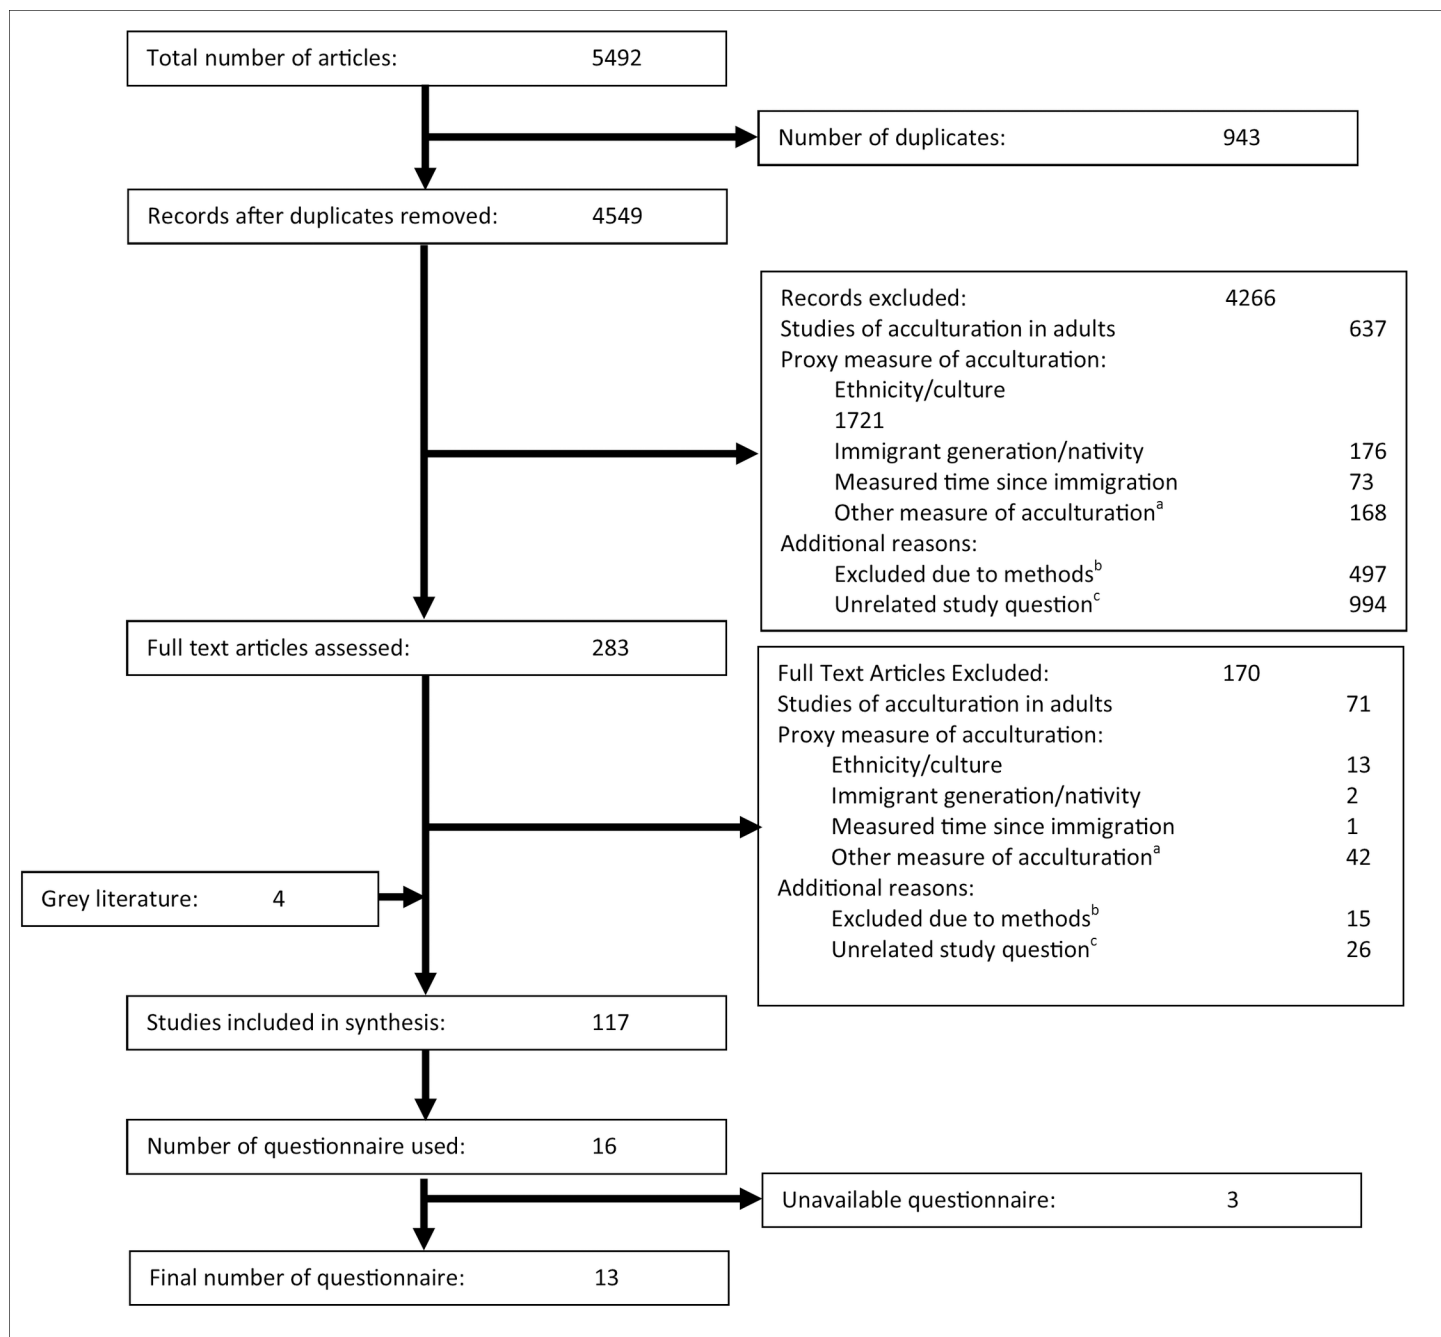 Total number of articles: 5492
Number of duplicates: 943
Records after duplicates removed: 4549
Records excluded: 4266
Studies of acculturation in adults 637
Proxy measure of acculturation:
Ethnicity/culture
1721
Immigrant generation/nativity 176
Measured time since immigration 73
Other measure of acculturationᵃ 168
Additional reasons:
Excluded due to methodsᵇ 497
Unrelated study questionᶜ 994
Full text articles assessed: 283
Full Text Articles Excluded: 170
Studies of acculturation in adults 71
Proxy measure of acculturation:
Ethnicity/culture 13
Immigrant generation/nativity 2
Measured time since immigration 1
Other measure of acculturationᵃ 42
Additional reasons:
Excluded due to methodsᵇ 15
Unrelated study questionᶜ 26
Grey literature: 4
Studies included in synthesis: 117
Number of questionnaire used: 16
Unavailable questionnaire: 3
Final number of questionnaire: 13